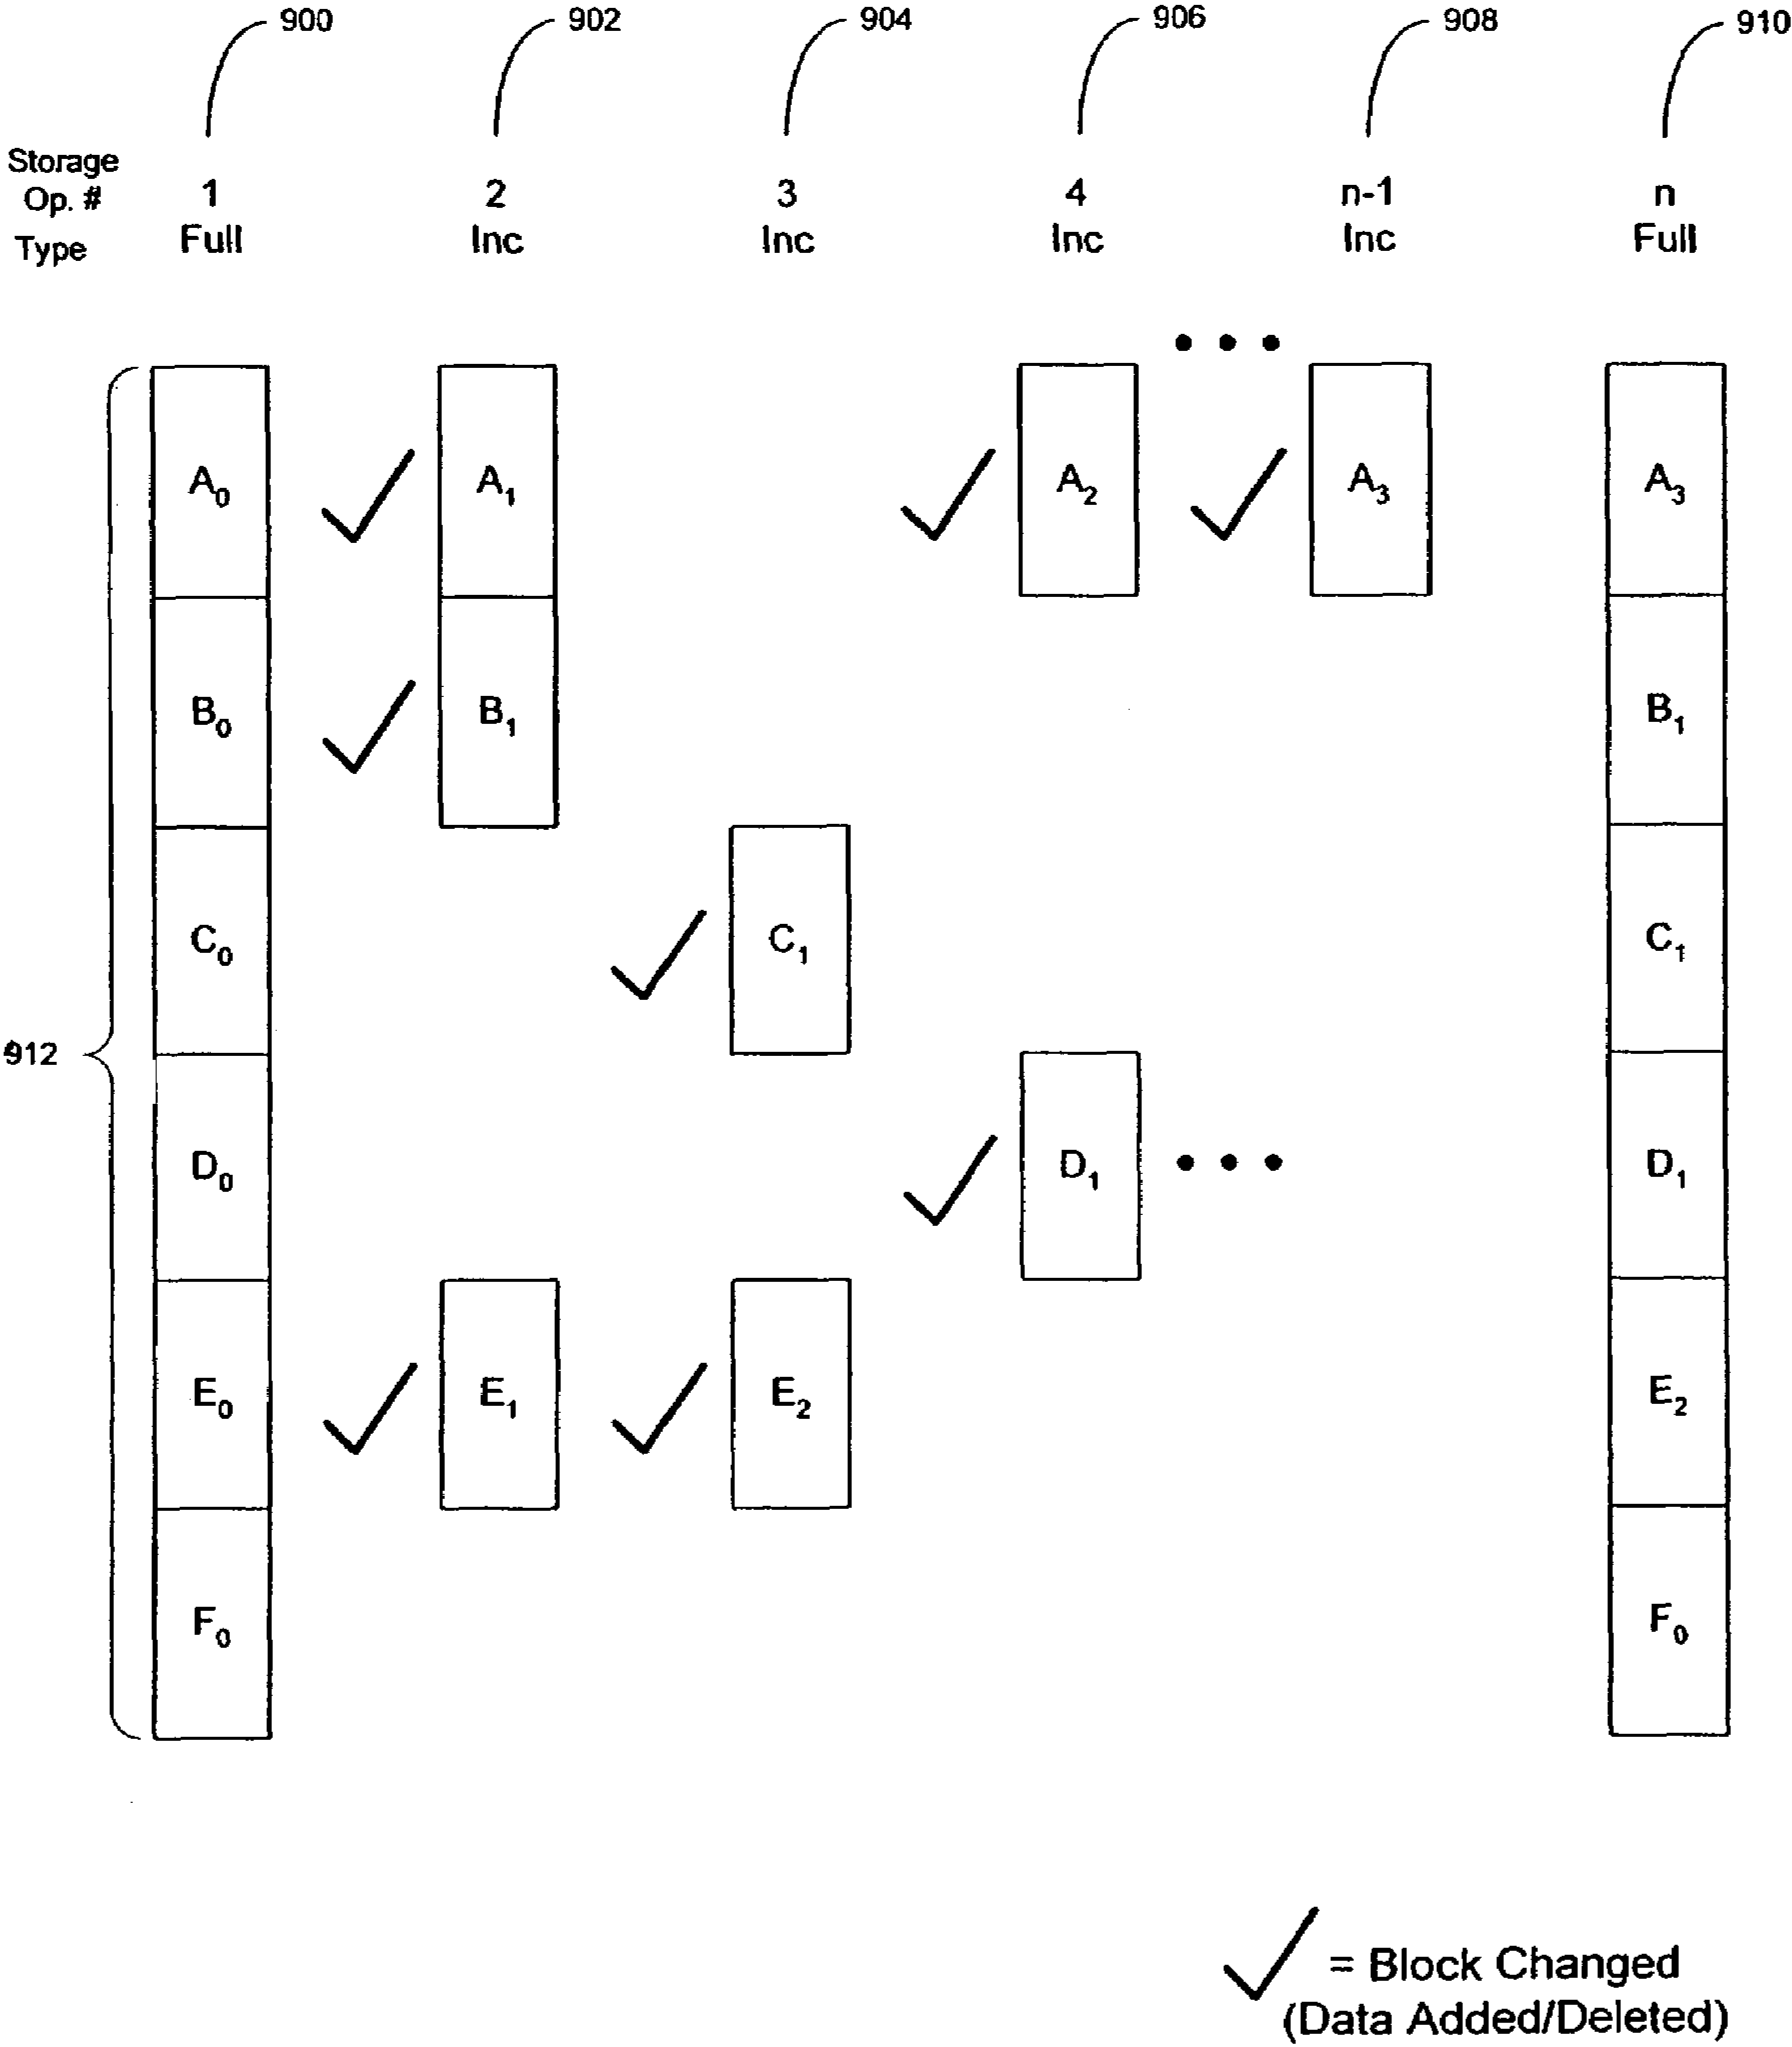 900 902 904 906 908 910
Storage
Op. # 1 2 3 4 n-1 n
Type Full Inc Inc Inc Inc Full
A0 A1 A2 A3 A3
B0 B1 B1
C0 C1 C1
912
D0 D1 D1
E0 E1 E2 E2
F0 F0
= Block Changed
(Data Added/Deleted)